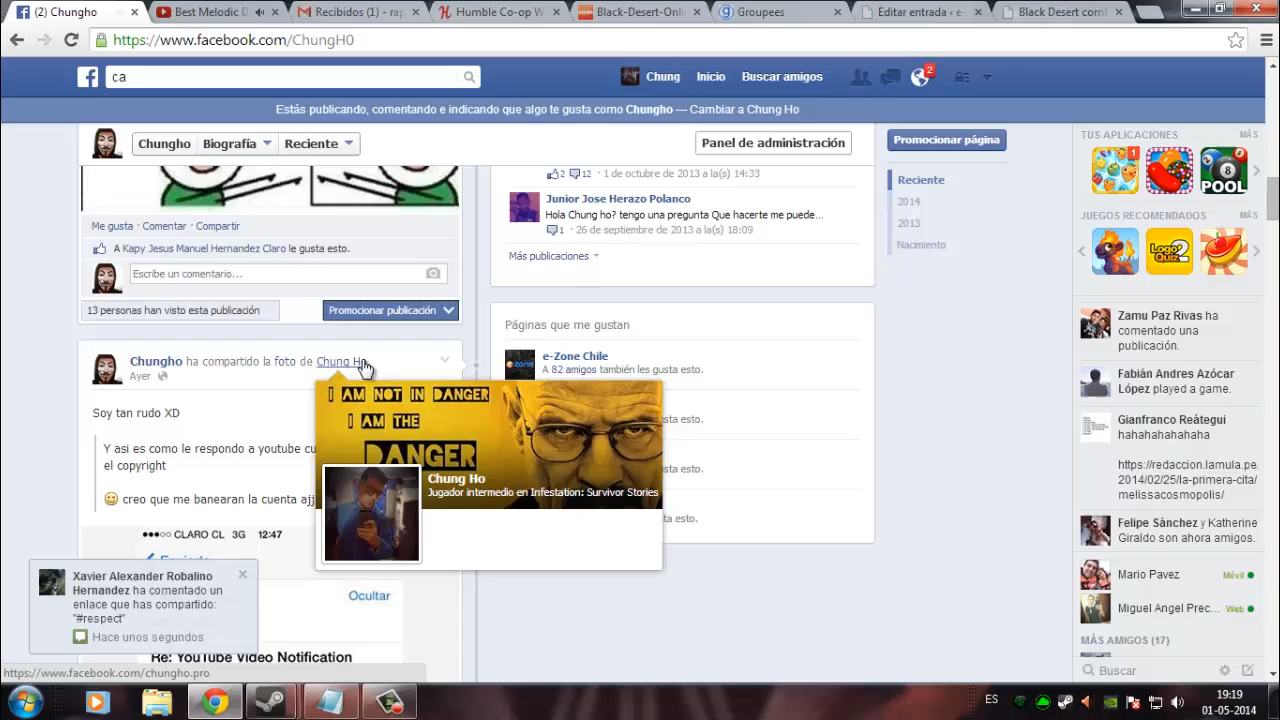 (2) Chungho
Best Melodic D
Recibidos (1) - rap
Humble Co-op W
Black-Desert-Onli
Groupees
Editar entrada ‹ e-
Black Desert com
https://www.facebook.com/ChungH0
ca
Chung
Inicio
Buscar amigos
2
Estás publicando, comentando e indicando que algo te gusta como Chungho — Cambiar a Chung Ho
Chungho
Biografía
Reciente
Panel de administración
Promocionar página
Reciente
2014
2013
Nacimiento
Me gusta · Comentar · Compartir
A Kapy Jesus Manuel Hernandez Claro le gusta esto.
Escribe un comentario...
13 personas han visto esta publicación
Promocionar publicación
Chungho ha compartido la foto de Chung Ho
Ayer
Soy tan rudo XD
Y asi es como le respondo a youtube cu
el copyright
creo que me banearan la cuenta ajj
CLARO CL 3G 12:47
Ocultar
Re: YouTube Video Notification
I AM NOT IN DANGER
I AM THE
DANGER
Chung Ho
Jugador intermedio en Infestation: Survivor Stories
2 12 · 1 de octubre de 2013 a la(s) 14:33
Junior Jose Herazo Polanco
Hola Chung ho? tengo una pregunta Que hacerte me puede...
1 · 26 de septiembre de 2013 a la(s) 18:09
Más publicaciones
Páginas que me gustan
e-Zone Chile
A 82 amigos también les gusta esto.
esto.
esta esto.
usta esto.
TUS APLICACIONES
MÁS
1
8
POOL
JUEGOS RECOMENDADOS
MÁS
LOGO
QUIZ
2
Zamu Paz Rivas ha
comentado una
publicación.
Fabián Andres Azócar
López played a game.
Gianfranco Reátegui
hahahahahahaha
https://redaccion.lamula.pe
2014/02/25/la-primera-cita/
melissacosmopolis/
Felipe Sánchez y Katherine
Giraldo son ahora amigos.
Mario Pavez
Móvil
Miguel Angel Prec...
Web
MÁS AMIGOS (17)
Buscar
Xavier Alexander Robalino
Hernandez ha comentado un
enlace que has compartido:
"#respect"
Hace unos segundos
https://www.facebook.com/chungho.pro
ES
19:19
01-05-2014